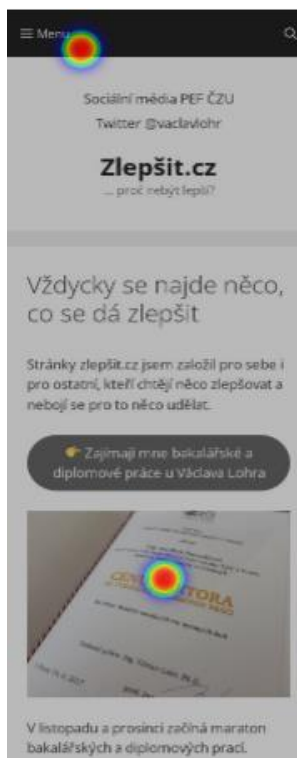 Menu
Sociální média PEF ČZU
Twitter @vaclavlohr
Zlepšit.cz
... proč nebýt lepší?
Vždycky se najde něco,
co se dá zlepšit
Stránky zlepšit.cz jsem založil pro sebe i
pro ostatní, kteří chtějí něco zlepšovat a
nebojí se pro to něco udělat.
👉 Zajímají mne bakalářské a
diplomové práce u Václava Lohra
V listopadu a prosinci začíná maraton
bakalářských a diplomových prací.